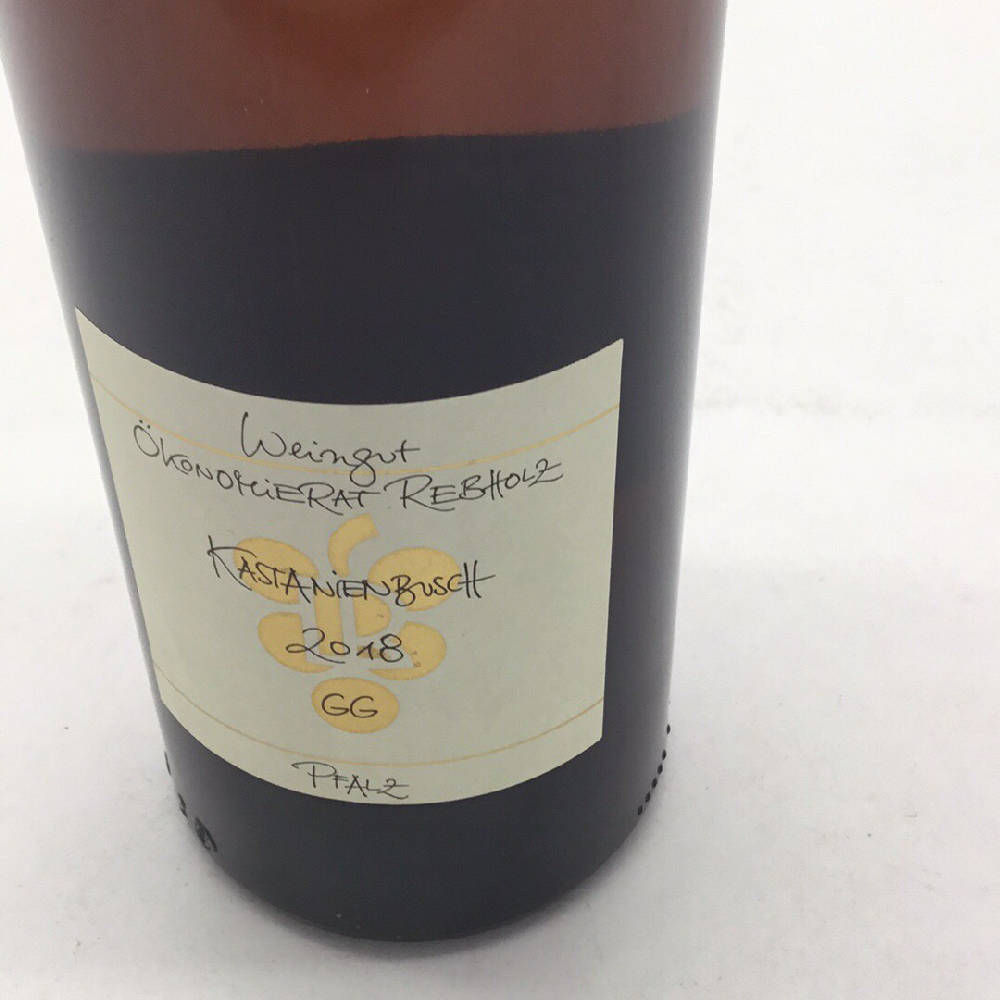 Weingut
ÖKONOMIERAT REBHOLZ
KASTANIENBUSCH
2018
GG
PFALZ